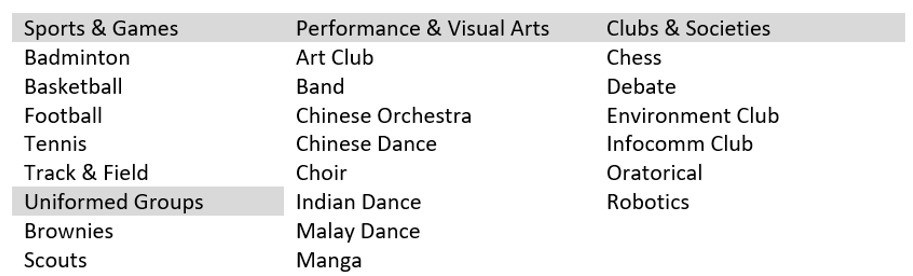 Sports & Games
Badminton
Basketball
Football
Tennis
Track & Field
Uniformed Groups
Brownies
Scouts
Performance & Visual Arts
Art Club
Band
Chinese Orchestra
Chinese Dance
Choir
Indian Dance
Malay Dance
Manga
Clubs & Societies
Chess
Debate
Environment Club
Infocomm Club
Oratorical
Robotics